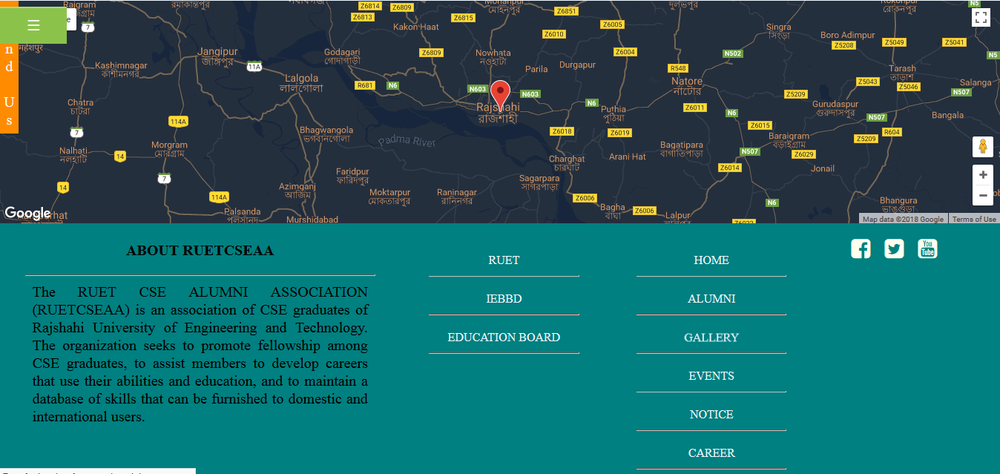 Rajgram
রমাকান্তিপুর
Z6814
Z6809
Z6813
Z6815
মোহনপুর
Z6851
দুর্লভপুর
N5
রোকনপুর
7
e
Kakon Haat
Z6005
Z6010
Singra
সিংড়া
Boro Adimpur
Z5208
Z5049
Z5041
N5
n
d
U
s
Jangipur
জঙ্গিপুর
Godagari
গোদাগাড়ী
Z6809
Nowhata
নওহাটা
Z6004
N502
Kashimnagar
কাশীমনগর
11A
Parila
Durgapur
R548
Tarash
তাড়াশ
Lalgola
লালগোলা
R681
N6
N603
N603
Natore
নাটোর
Z5043
Z5046
Salanga
N507
Chatra
চাটরা
Rajshahi
রাজশাহী
N6
Puthia
পুঠিয়া
Z6011
N6
Z5209
Gurudaspur
গুরুদাসপুর
N507
Bangala
114A
7
Bhagwangola
ভগবানগোলা
Padma River
Z6018
Z6019
Z6015
Baraigram
বড়াইগ্রাম
Z5209
R604
Nalhati
নলহাটি
14
Morgram
মোরগ্রাম
Bagatipara
বাগাতিপাড়া
N507
Z6029
Charghat
চারঘাট
Arani Hat
Z6014
Jonail
7
Faridpur
ফারিদপুর
Sagarpara
সাগরপাড়া
14
114A
Azimganj
আজিম
Moktarpur
মোকতারপুর
Raninagar
রানিনগর
Z6006
N6
Bhangura
ভাঙ্গুড়া
Palsanda
Bagha
বাঘা
Z6006
Lalpur
Murshidabad
Google
Map data ©2018 Google
Terms of Use
ABOUT RUETCSEAA
The RUET CSE ALUMNI ASSOCIATION
(RUETCSEAA) is an association of CSE graduates of
Rajshahi University of Engineering and Technology.
The organization seeks to promote fellowship among
CSE graduates, to assist members to develop careers
that use their abilities and education, and to maintain a
database of skills that can be furnished to domestic and
international users.
RUET
IEBBD
EDUCATION BOARD
HOME
ALUMNI
GALLERY
EVENTS
NOTICE
CAREER
You
Tube